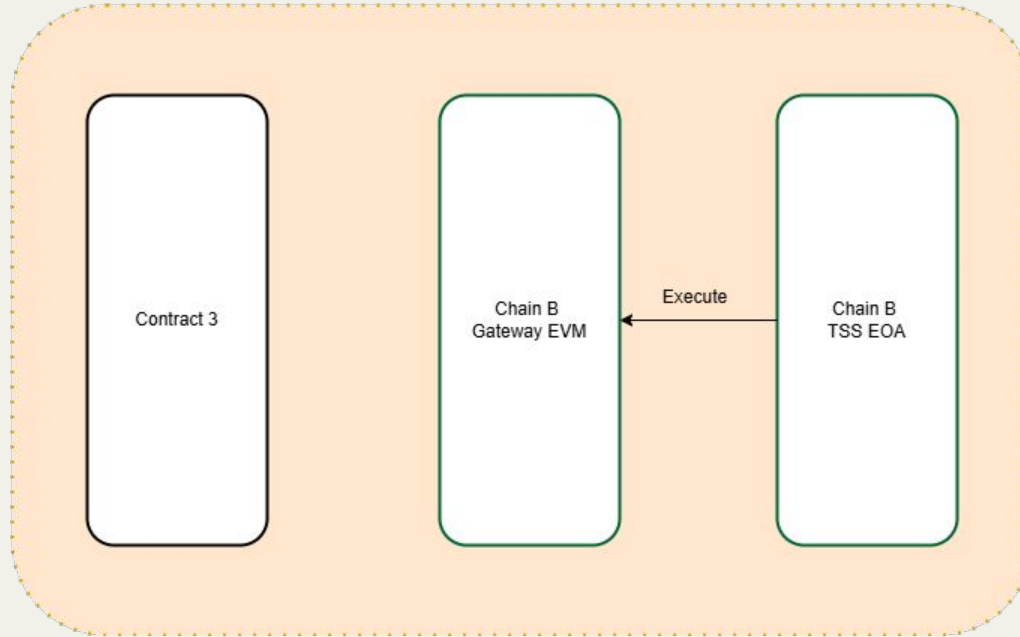 Contract 3
Chain B
Gateway EVM
Execute
Chain B
TSS EOA